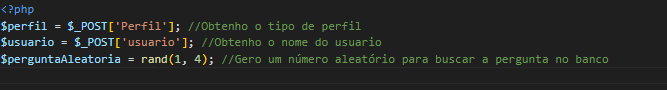 <?php
$perfil = $_POST['Perfil']; //Obtenho o tipo de perfil
$usuario = $_POST['usuario']; //Obtenho o nome do usuario
$perguntaAleatoria = rand(1, 4); //Gero um número aleatório para buscar a pergunta no banco